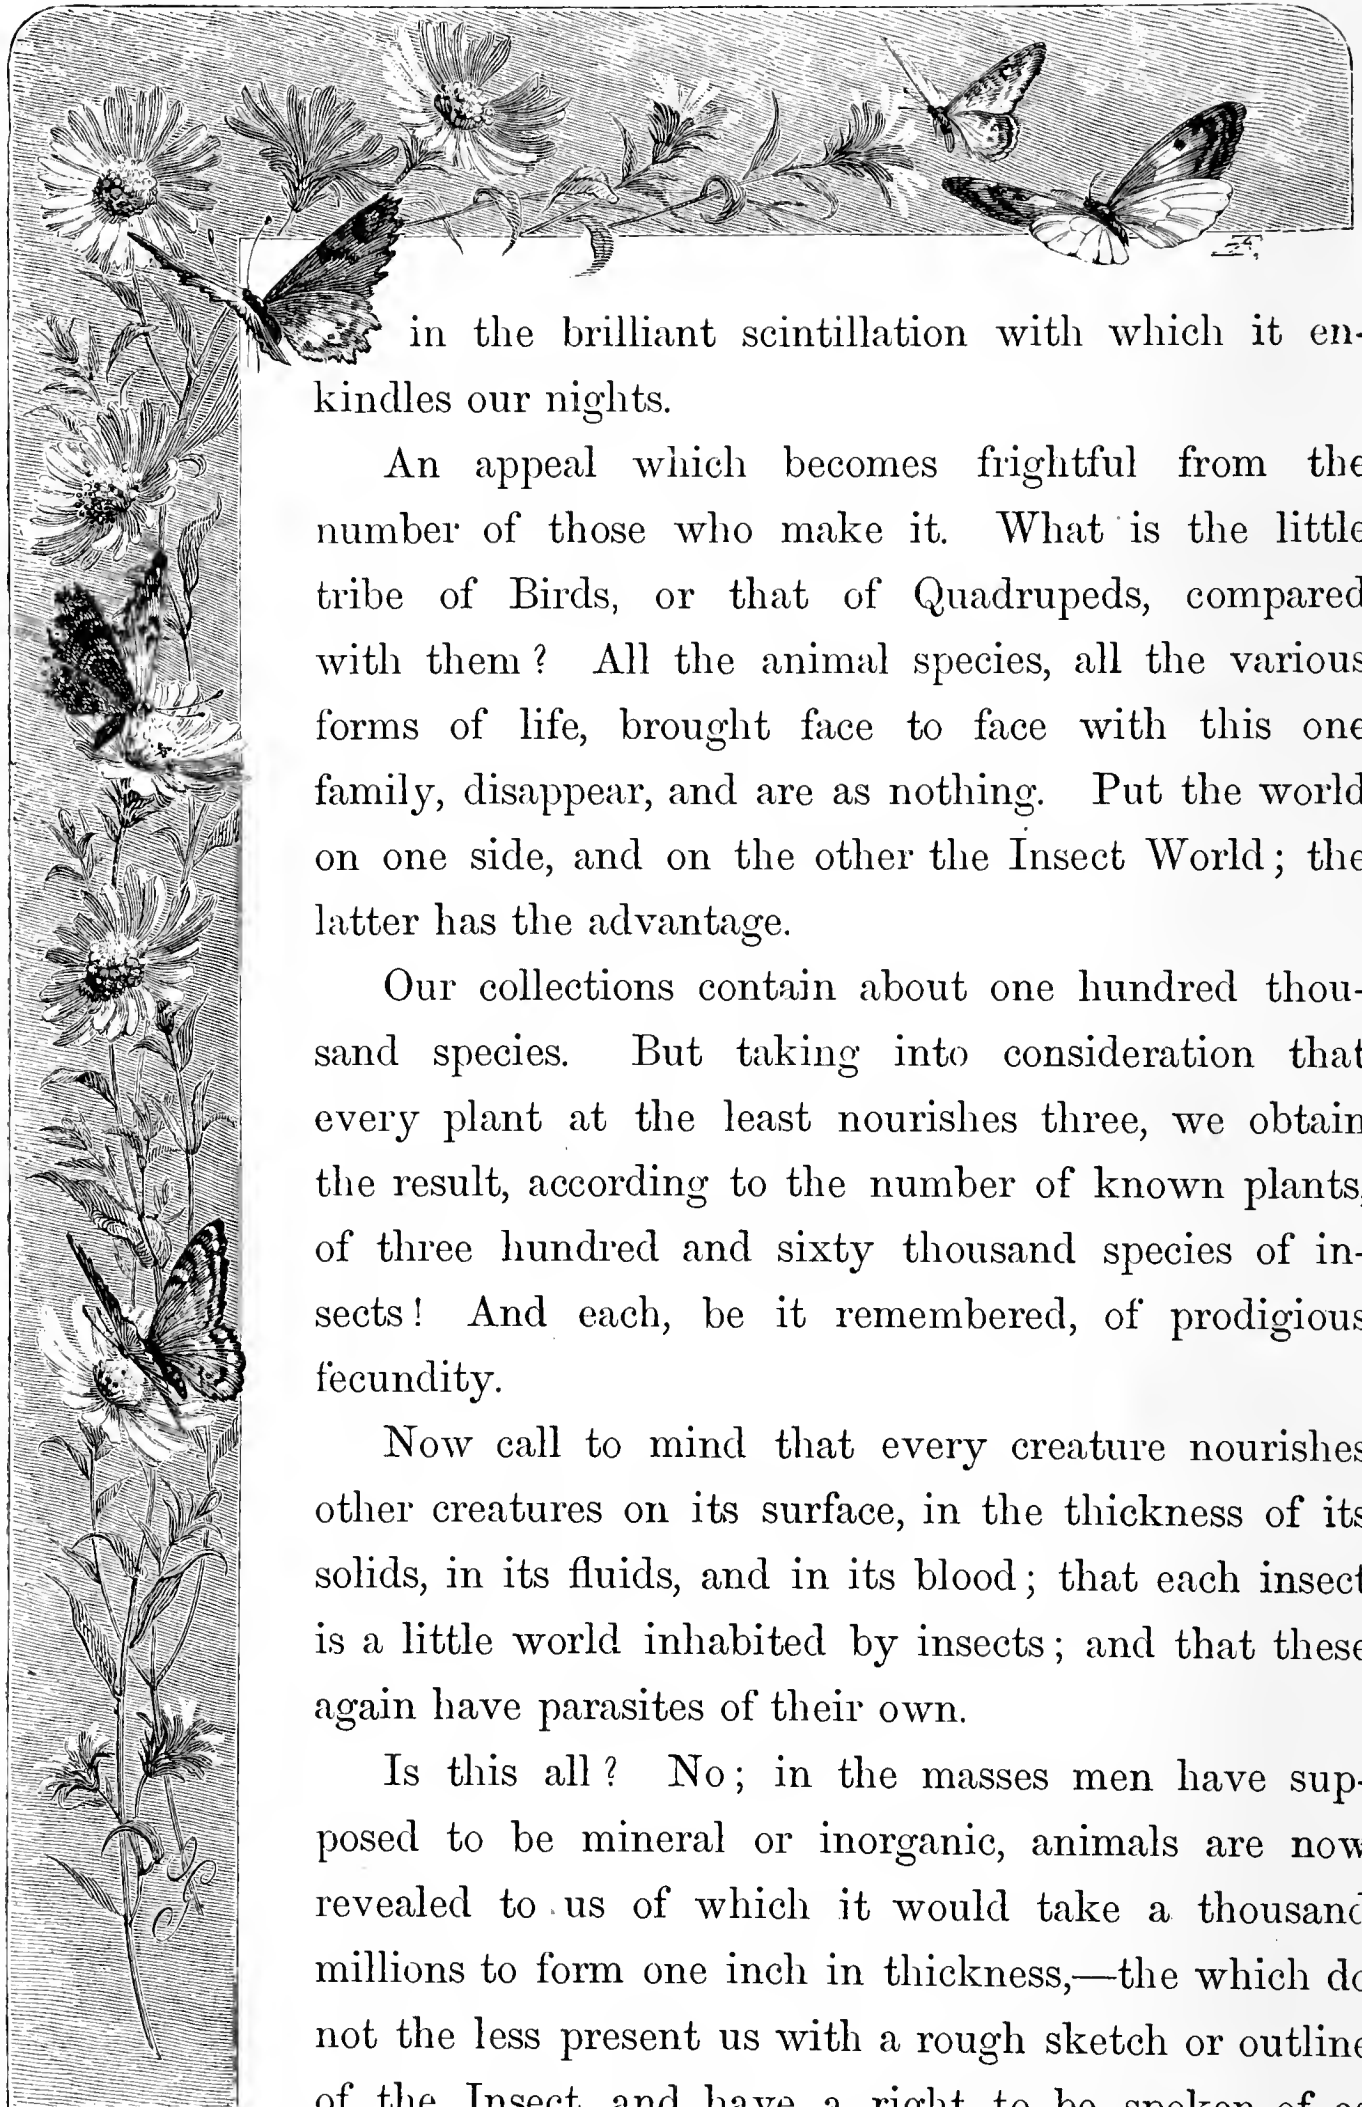 in the brilliant scintillation with which it en-
kindles our nights.
An appeal which becomes frightful from the
number of those who make it. What is the little
tribe of Birds, or that of Quadrupeds, compared
with them? All the animal species, all the various
forms of life, brought face to face with this one
family, disappear, and are as nothing. Put the world
on one side, and on the other the Insect World; the
latter has the advantage.
Our collections contain about one hundred thou-
sand species. But taking into consideration that
every plant at the least nourishes three, we obtain
the result, according to the number of known plants,
of three hundred and sixty thousand species of in-
sects! And each, be it remembered, of prodigious
fecundity.
Now call to mind that every creature nourishes
other creatures on its surface, in the thickness of its
solids, in its fluids, and in its blood; that each insect
is a little world inhabited by insects; and that these
again have parasites of their own.
Is this all? No; in the masses men have sup-
posed to be mineral or inorganic, animals are now
revealed to us of which it would take a thousand
millions to form one inch in thickness,—the which do
not the less present us with a rough sketch or outline
of the Insect and have a right to be spoken of